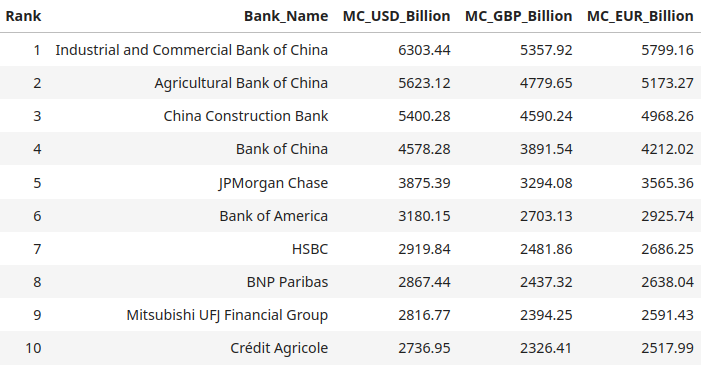 Rank Bank_Name MC_USD_Billion MC_GBP_Billion MC_EUR_Billion
1 Industrial and Commercial Bank of China 6303.44 5357.92 5799.16
2 Agricultural Bank of China 5623.12 4779.65 5173.27
3 China Construction Bank 5400.28 4590.24 4968.26
4 Bank of China 4578.28 3891.54 4212.02
5 JPMorgan Chase 3875.39 3294.08 3565.36
6 Bank of America 3180.15 2703.13 2925.74
7 HSBC 2919.84 2481.86 2686.25
8 BNP Paribas 2867.44 2437.32 2638.04
9 Mitsubishi UFJ Financial Group 2816.77 2394.25 2591.43
10 Crédit Agricole 2736.95 2326.41 2517.99